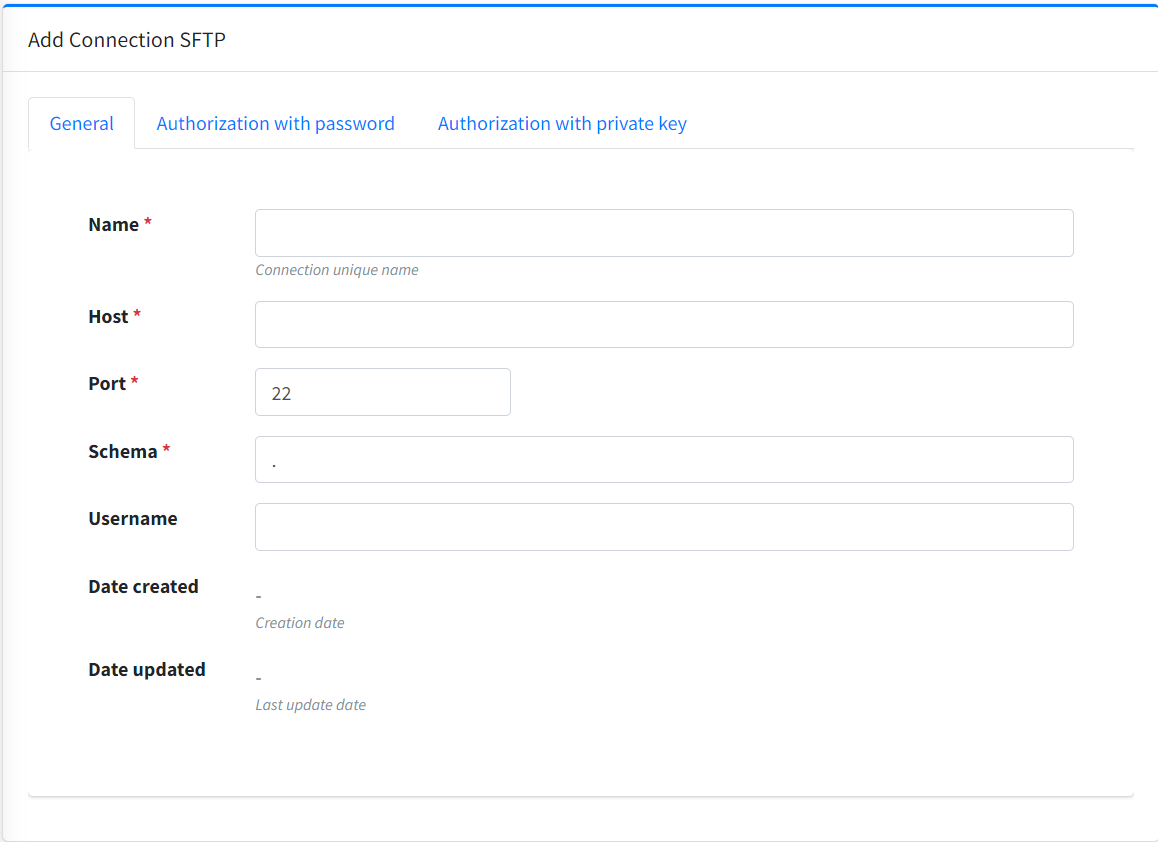 Add Connection SFTP
General Authorization with password Authorization with private key
Name *
Connection unique name
Host *
Port * 22
Schema * .
Username
Date created -
Creation date
Date updated -
Last update date